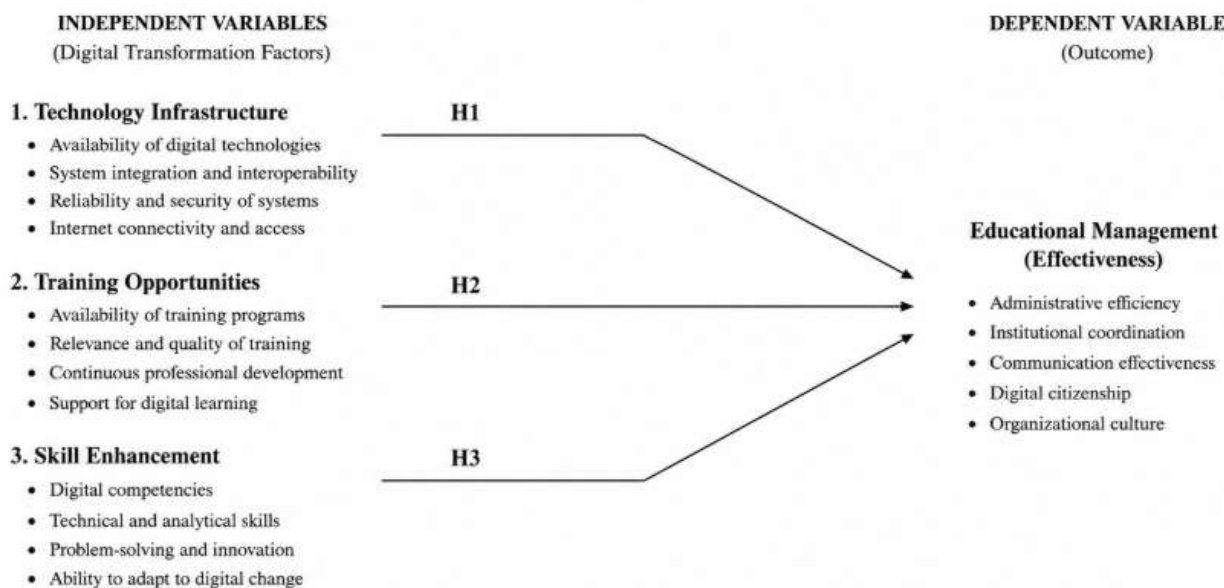 INDEPENDENT VARIABLES
(Digital Transformation Factors)
1. Technology Infrastructure
• Availability of digital technologies
• System integration and interoperability
• Reliability and security of systems
• Internet connectivity and access
2. Training Opportunities
• Availability of training programs
• Relevance and quality of training
• Continuous professional development
• Support for digital learning
3. Skill Enhancement
• Digital competencies
• Technical and analytical skills
• Problem-solving and innovation
• Ability to adapt to digital change
H1
H2
H3
DEPENDENT VARIABLE
(Outcome)
Educational Management
(Effectiveness)
• Administrative efficiency
• Institutional coordination
• Communication effectiveness
• Digital citizenship
• Organizational culture